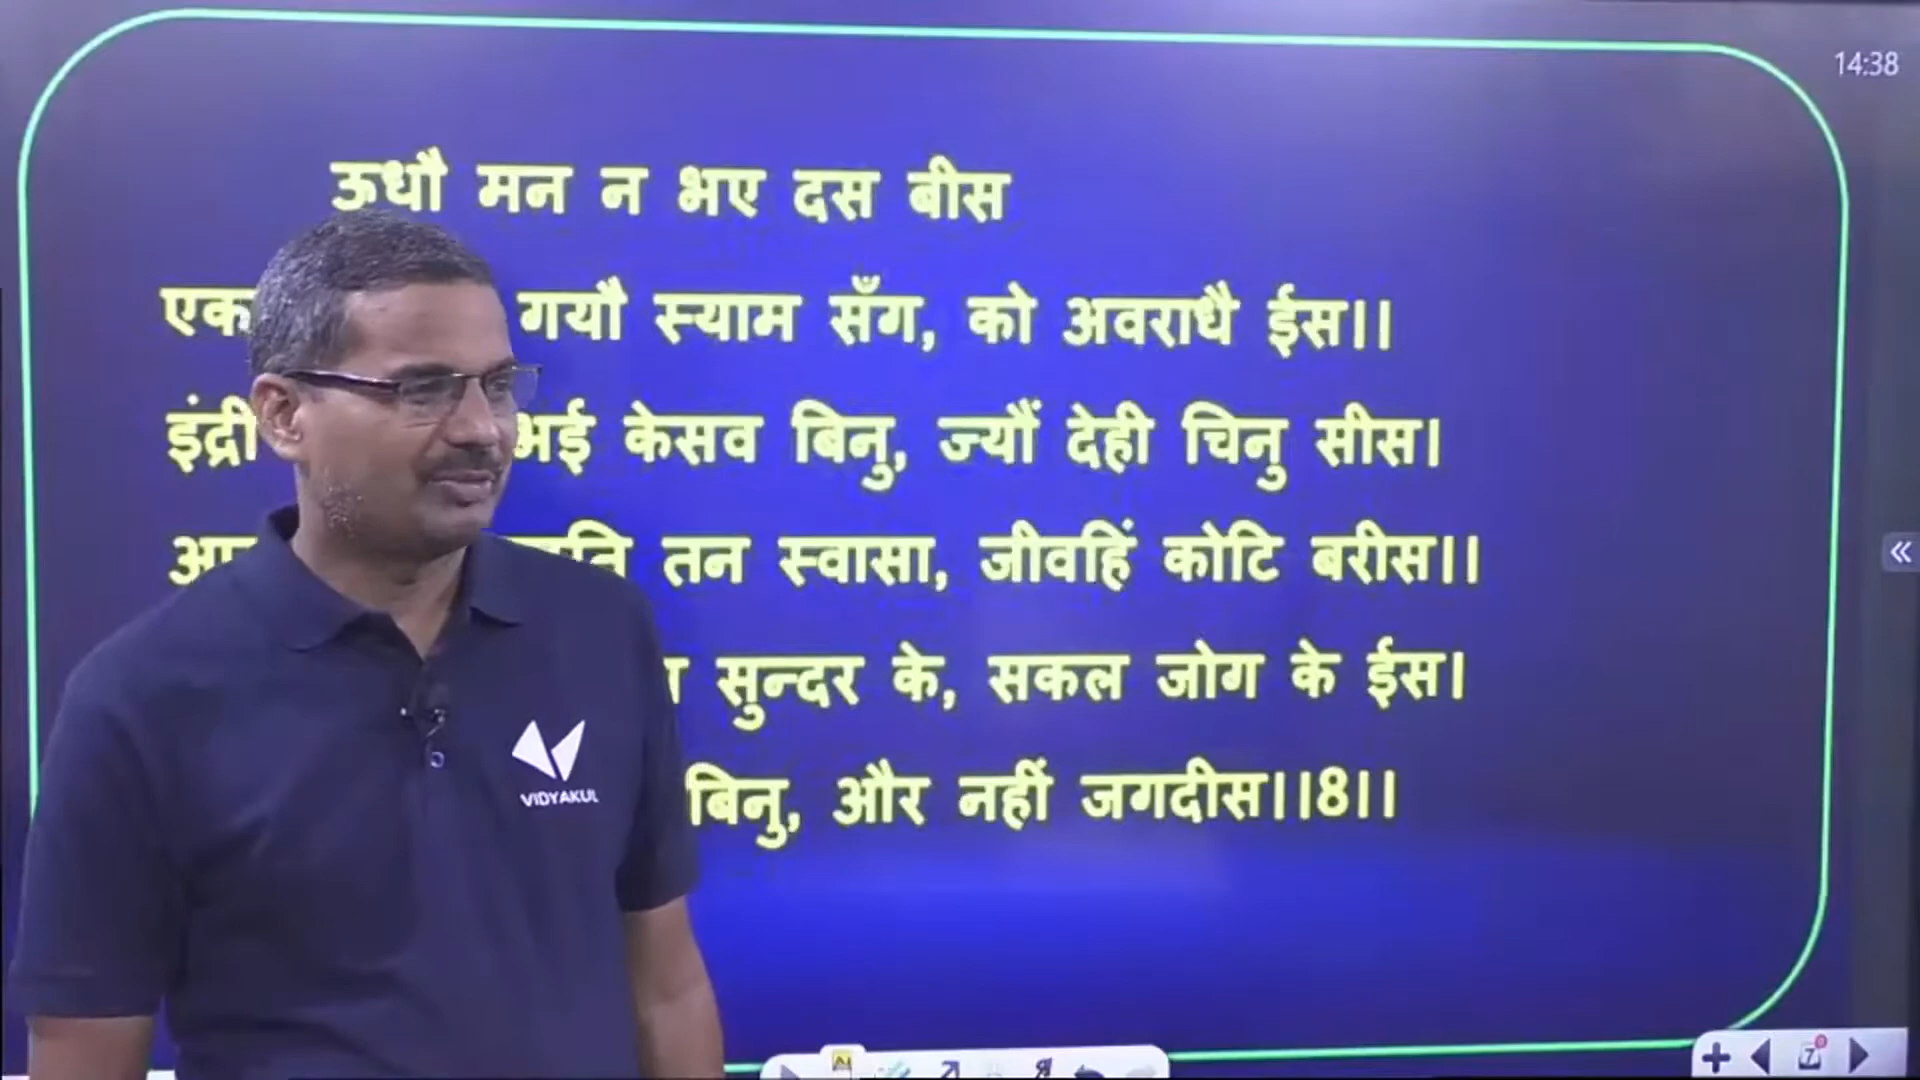 14:38
ऊधौ मन न भए दस बीस
गयौ स्याम सँग, को अवराधै ईस।।
भई केसव बिनु, ज्यौं देही चिनु सीस।
तन स्वासा, जीवहिं कोटि बरीस।।
सुन्दर के, सकल जोग के ईस।
बिनु, और नहीं जगदीस।।8।।
VIDYAKUL